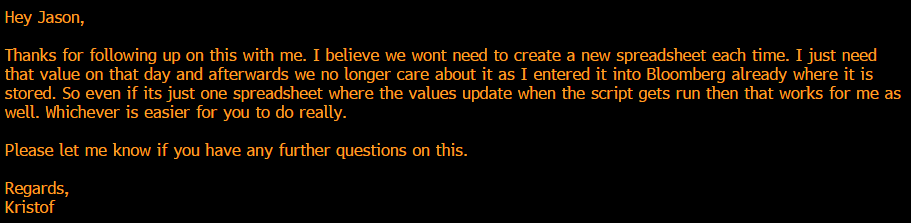 Hey Jason,
Thanks for following up on this with me. I believe we wont need to create a new spreadsheet each time. I just need
that value on that day and afterwards we no longer care about it as I entered it into Bloomberg already where it is
stored. So even if its just one spreadsheet where the values update when the script gets run then that works for me as
well. Whichever is easier for you to do really.
Please let me know if you have any further questions on this.
Regards,
Kristof